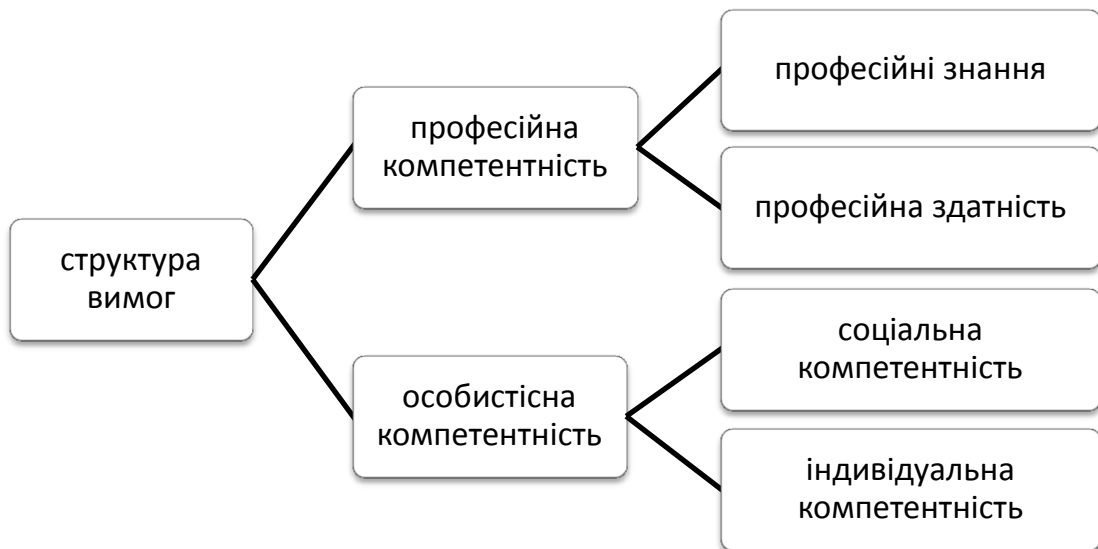 структура
вимог
професійна
компетентність
професійні знання
професійна здатність
особистісна
компетентність
соціальна
компетентність
індивідуальна
компетентність